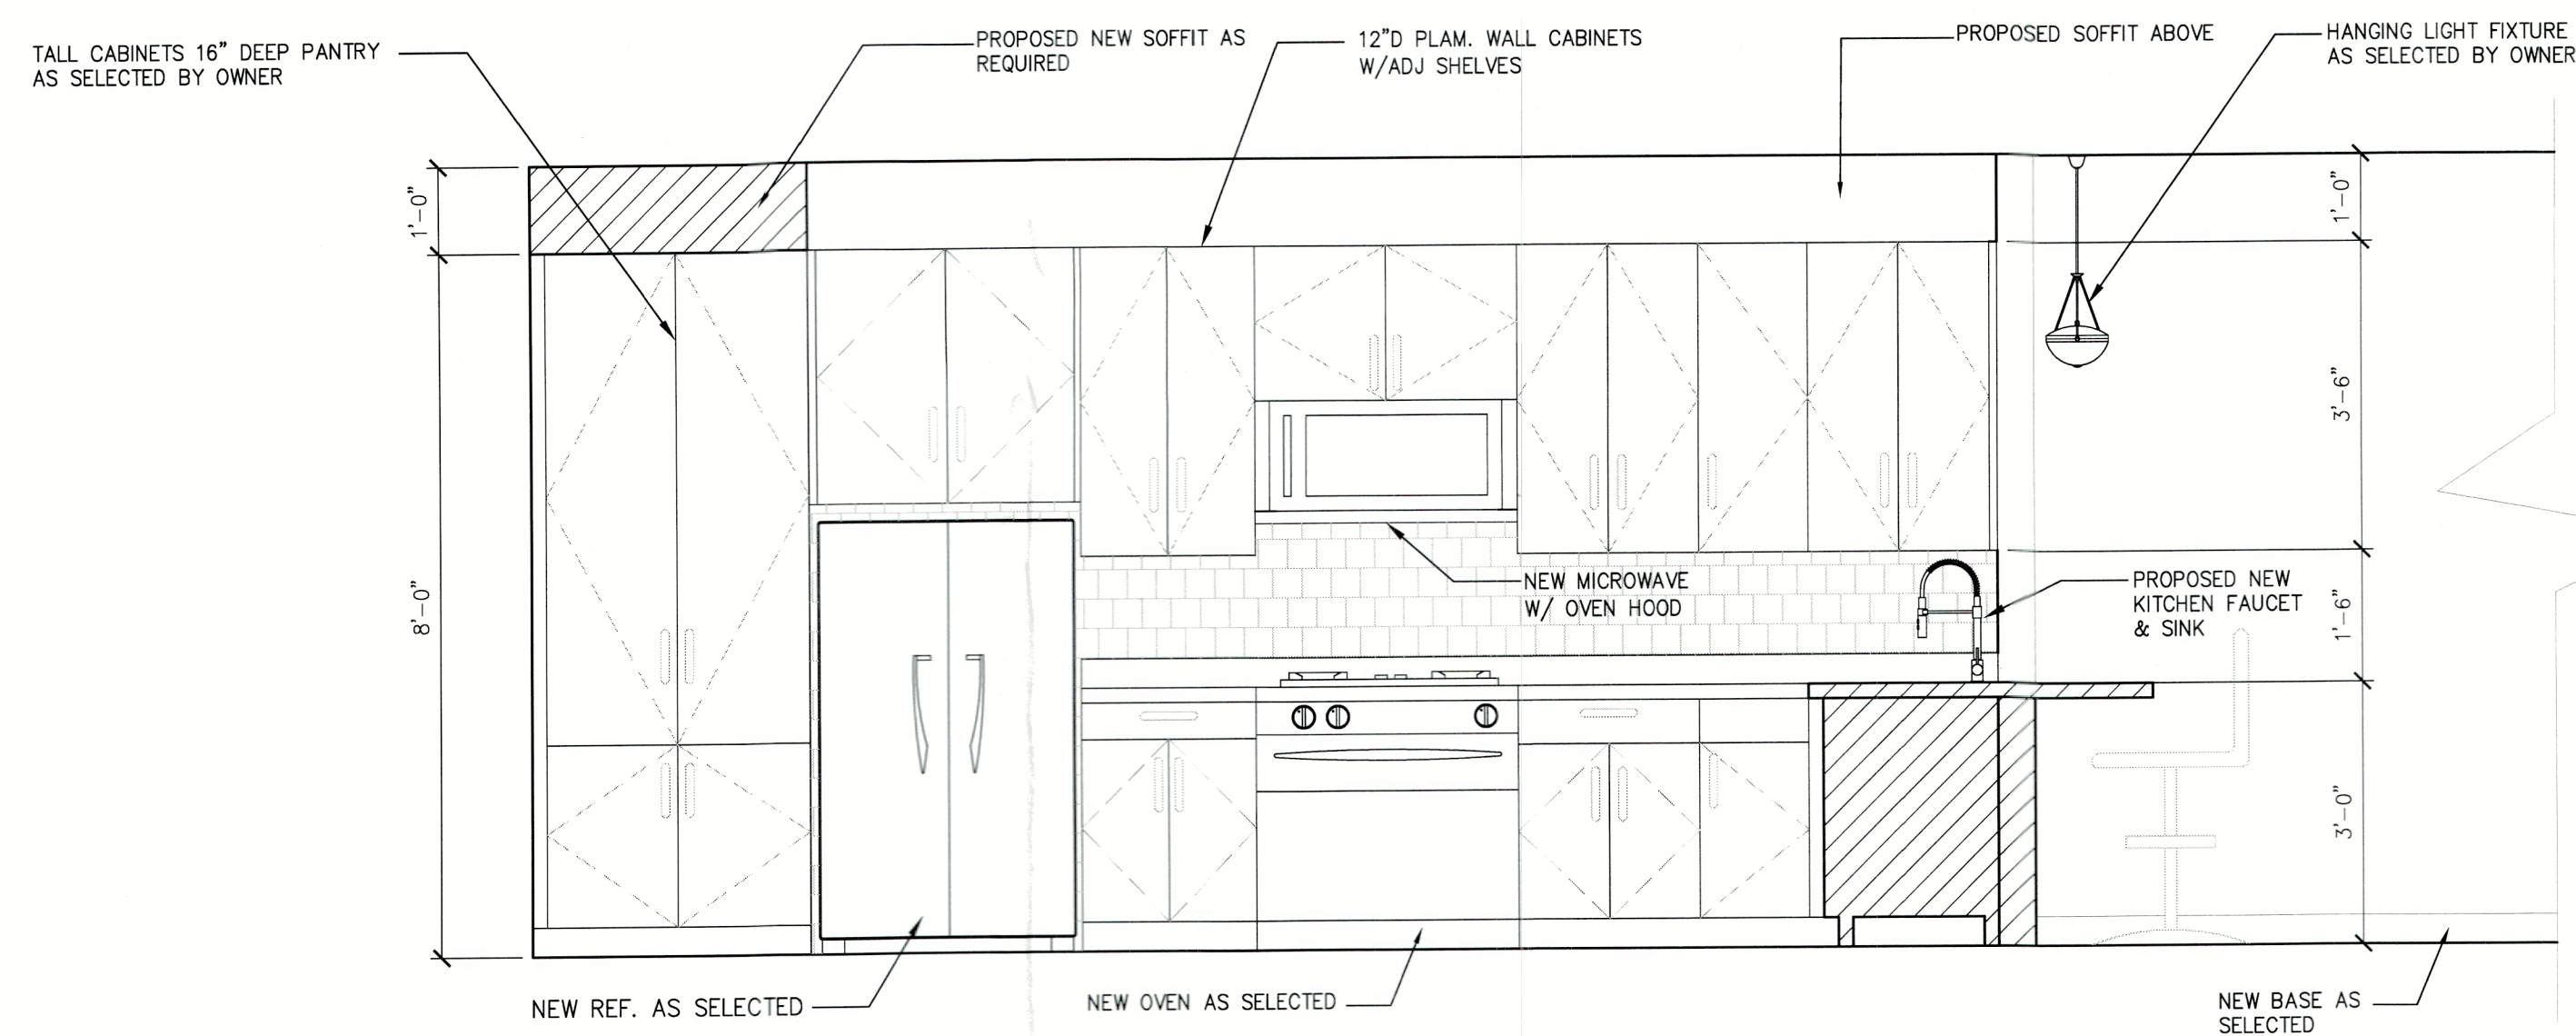 TALL CABINETS 16" DEEP PANTRY
AS SELECTED BY OWNER
PROPOSED NEW SOFFIT AS
REQUIRED
12"D PLAM. WALL CABINETS
W/ADJ SHELVES
PROPOSED SOFFIT ABOVE
HANGING LIGHT FIXTURE
AS SELECTED BY OWNER
1'-0"
8'-0"
1'-0"
3'-6"
1'-6"
3'-0"
NEW MICROWAVE
W/ OVEN HOOD
PROPOSED NEW
KITCHEN FAUCET
& SINK
NEW REF. AS SELECTED
NEW OVEN AS SELECTED
NEW BASE AS
SELECTED